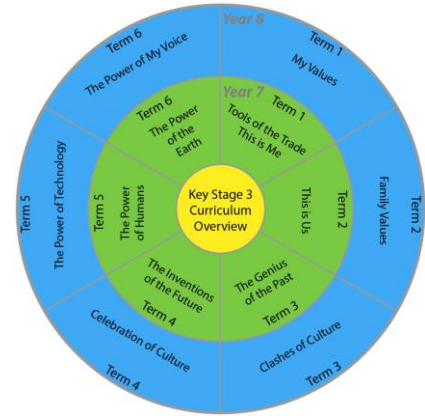 Year 8
Term 1
My Values
Term 2
Family Values
Term 3
Clashes of Culture
Term 4
Celebration of Culture
Term 5
The Power of Technology
Term 6
The Power of My Voice
Year 7
Term 1
Tools of the Trade
This is Me
Term 2
This is Us
Term 3
The Genius
of the Past
Term 4
The Inventions
of the Future
Term 5
The Power
of Humans
Term 6
The Power
of the
Earth
Key Stage 3
Curriculum
Overview